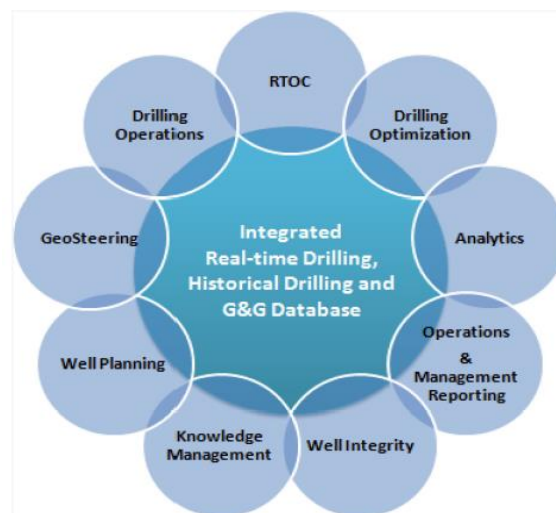 RTOC
Drilling
Optimization
Analytics
Operations
&
Management
Reporting
Well Integrity
Knowledge
Management
Well Planning
GeoSteering
Drilling
Operations
Integrated
Real-time Drilling,
Historical Drilling and
G&G Database